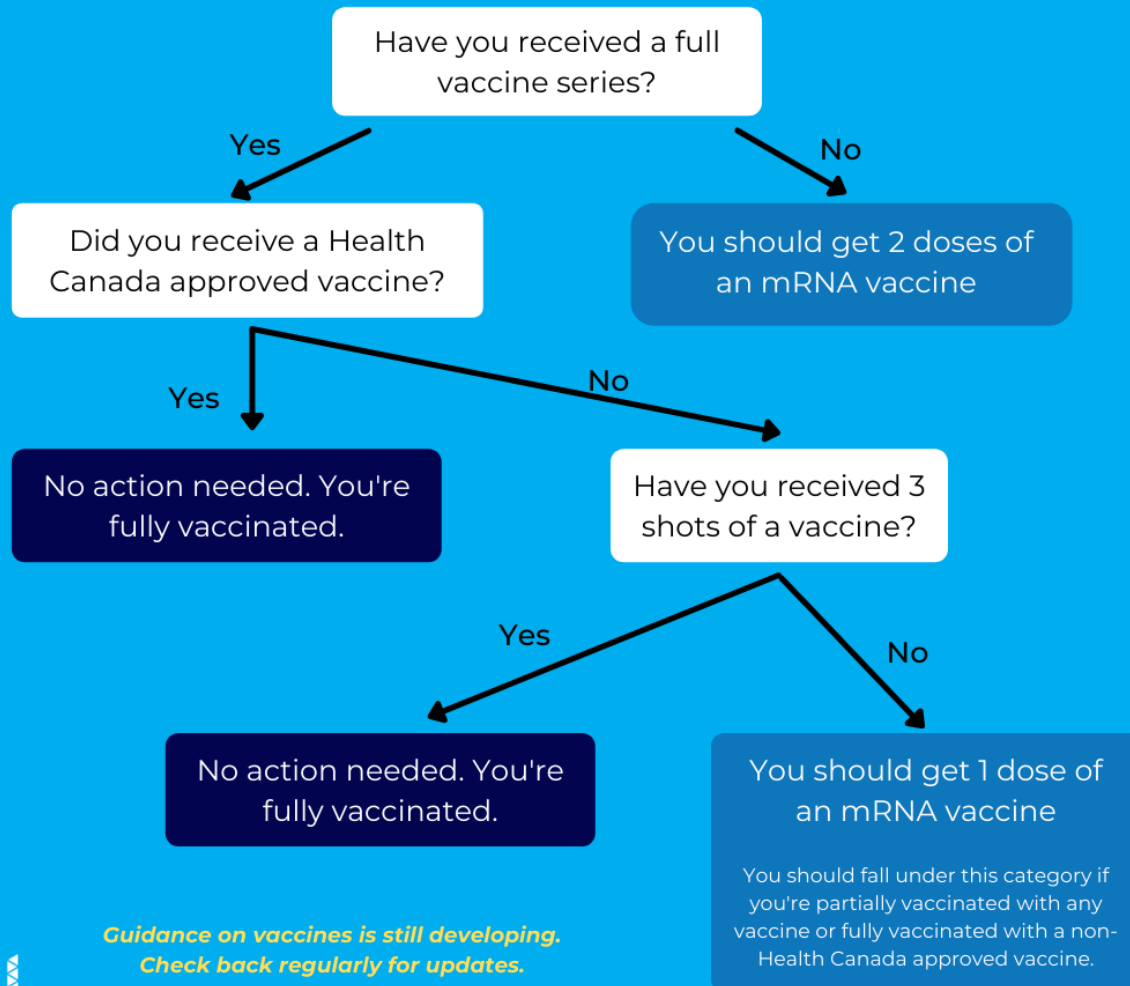 Have you received a full
vaccine series?
Yes
No
Did you receive a Health
Canada approved vaccine?
You should get 2 doses of
an mRNA vaccine
Yes
No
No action needed. You're
fully vaccinated.
Have you received 3
shots of a vaccine?
Yes
No
No action needed. You're
fully vaccinated.
You should get 1 dose of
an mRNA vaccine
You should fall under this category if
you're partially vaccinated with any
vaccine or fully vaccinated with a non-
Health Canada approved vaccine.
Guidance on vaccines is still developing.
Check back regularly for updates.